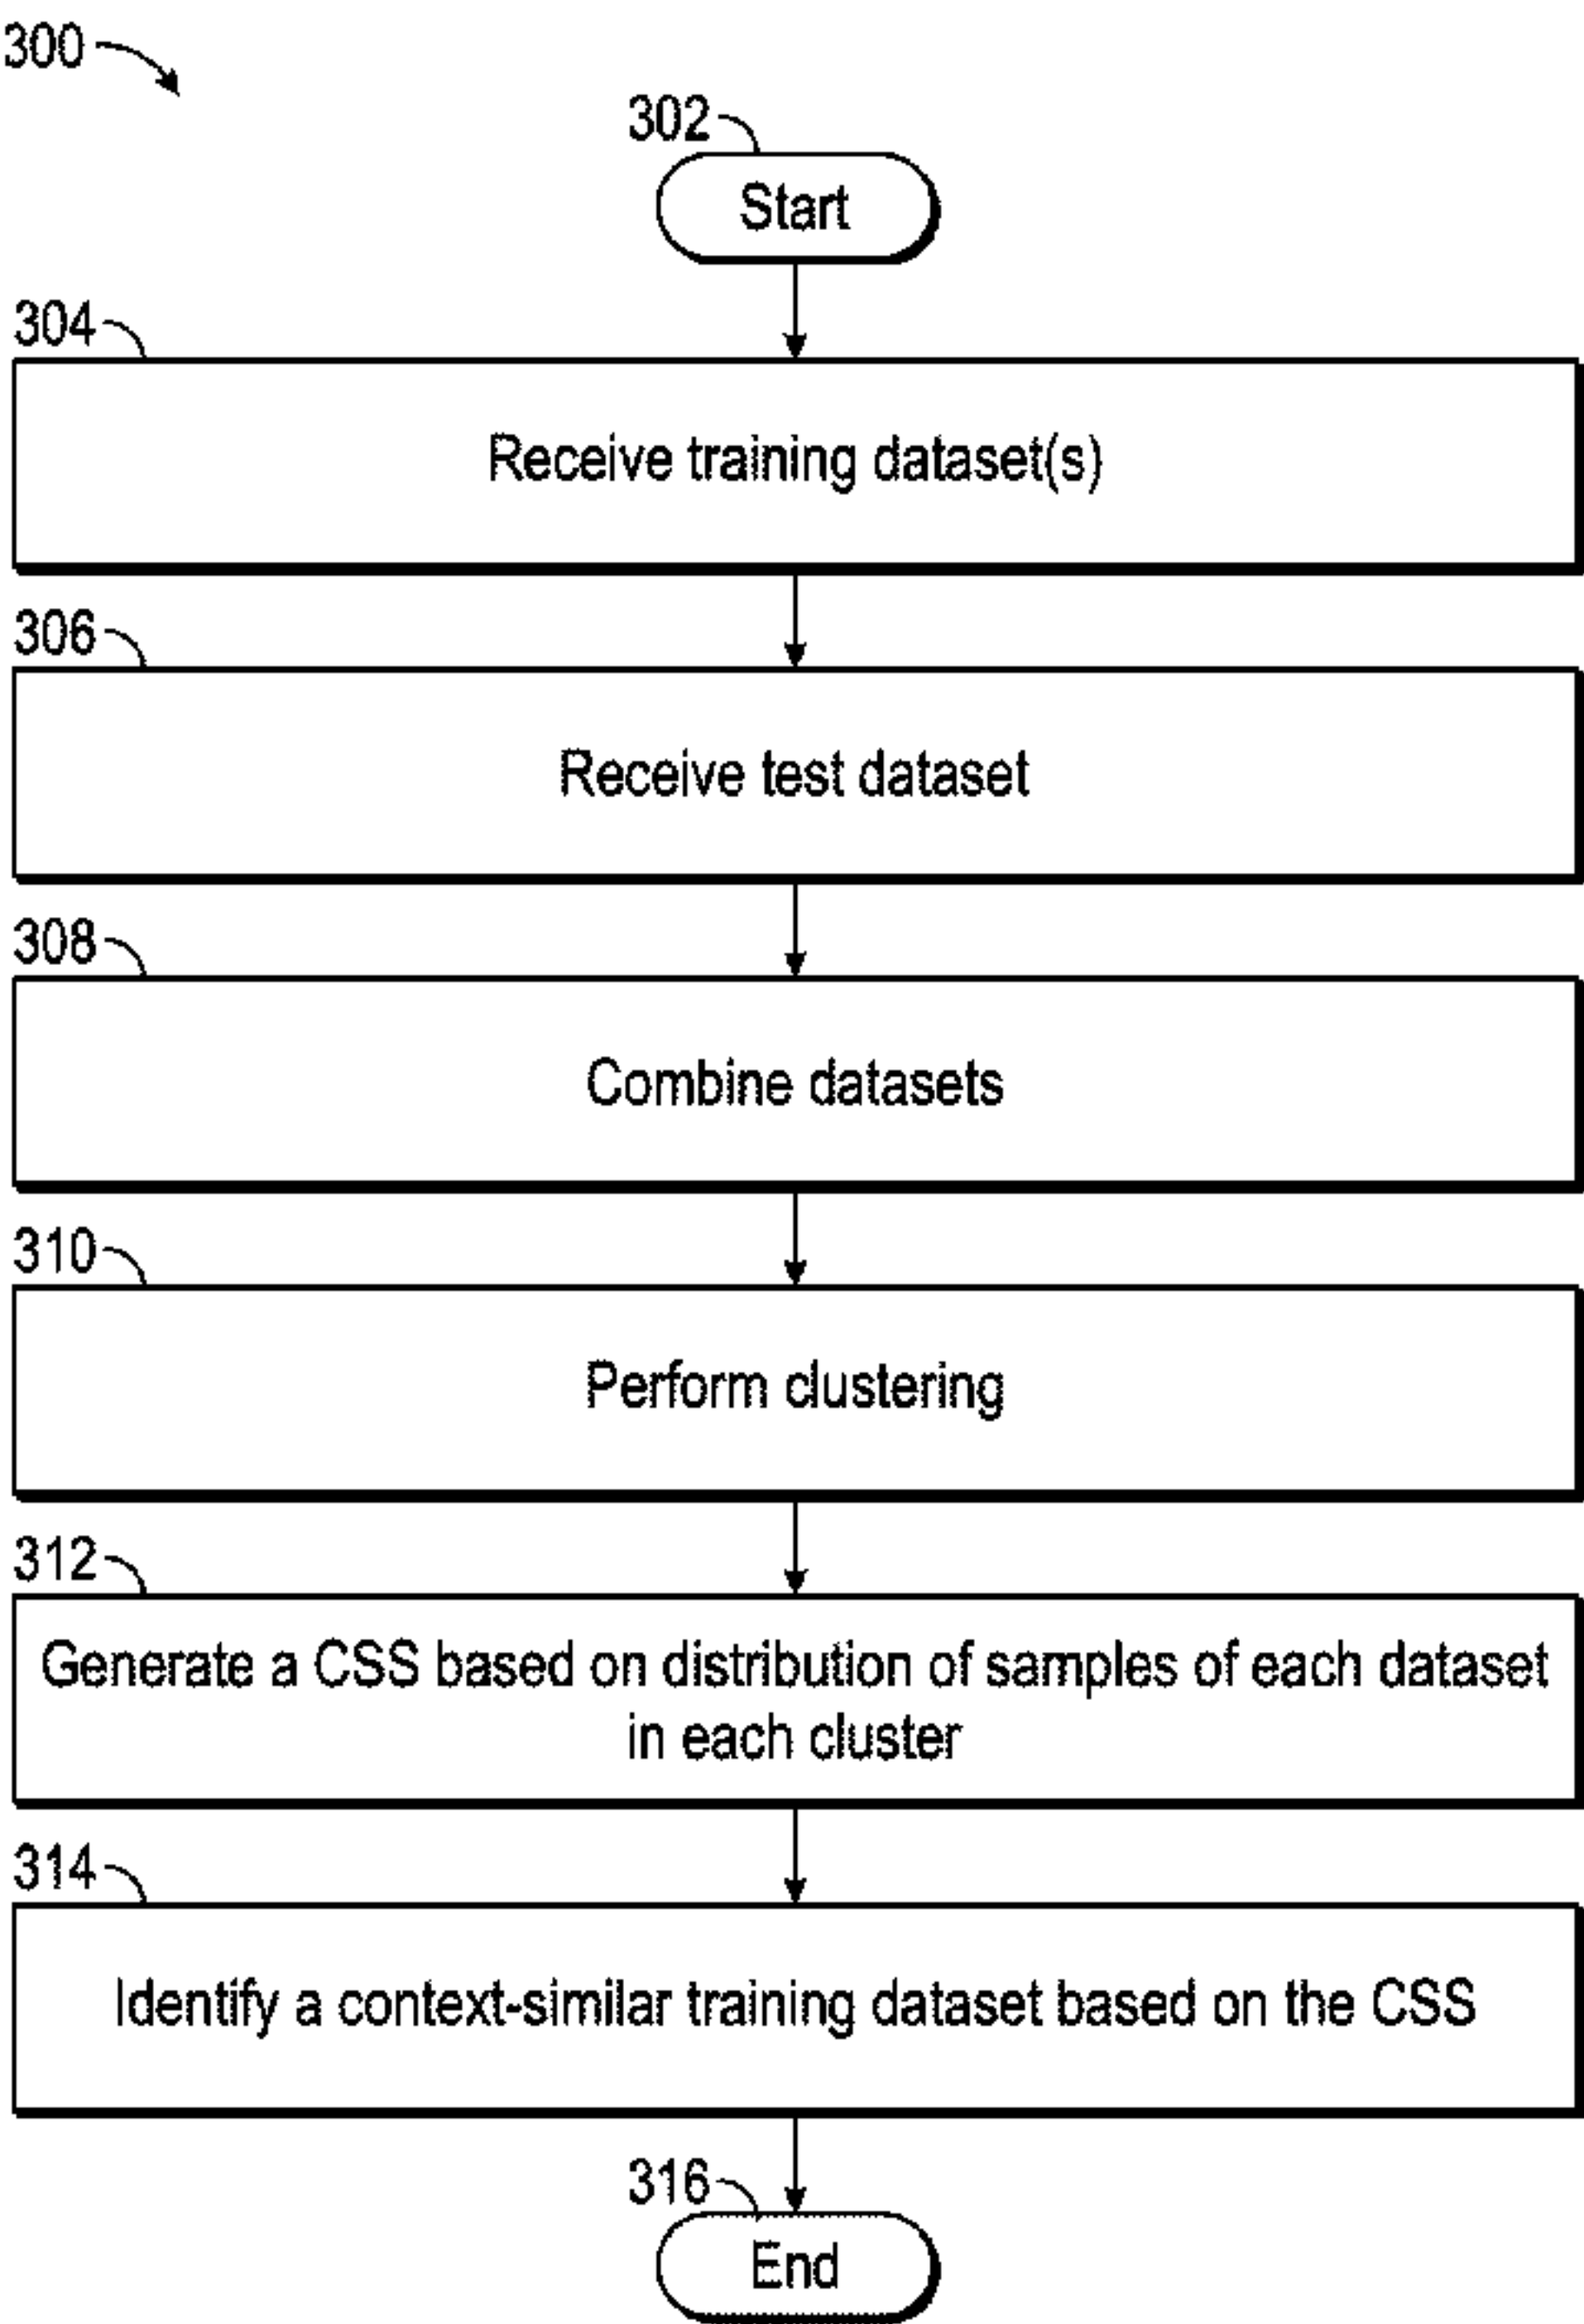 300
302
Start
304
Receive training dataset(s)
306
Receive test dataset
308
Combine datasets
310
Perform clustering
312
Generate a CSS based on distribution of samples of each dataset
in each cluster
314
Identify a context-similar training dataset based on the CSS
316
End